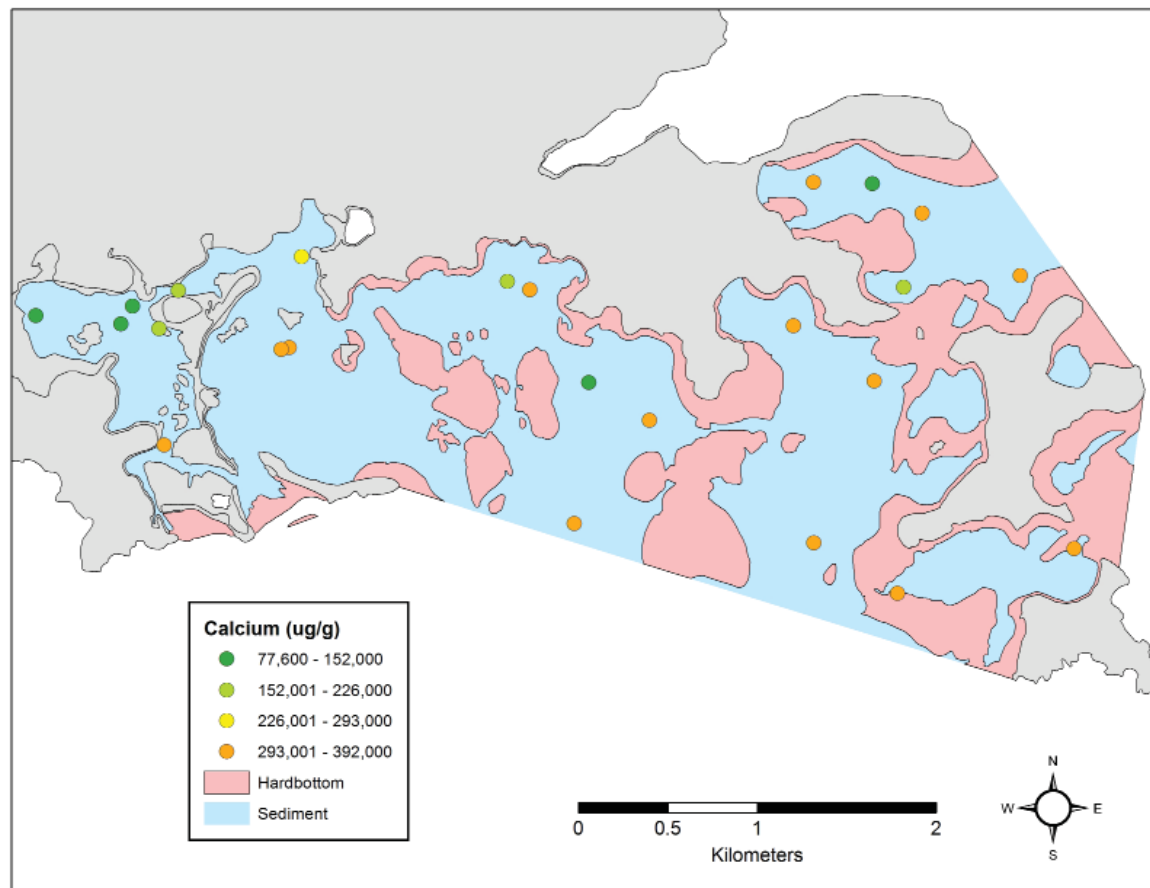 Calcium (ug/g)
77,600 - 152,000
152,001 - 226,000
226,001 - 293,000
293,001 - 392,000
Hardbottom
Sediment
0 0.5 1 2
Kilometers
N
W E
S